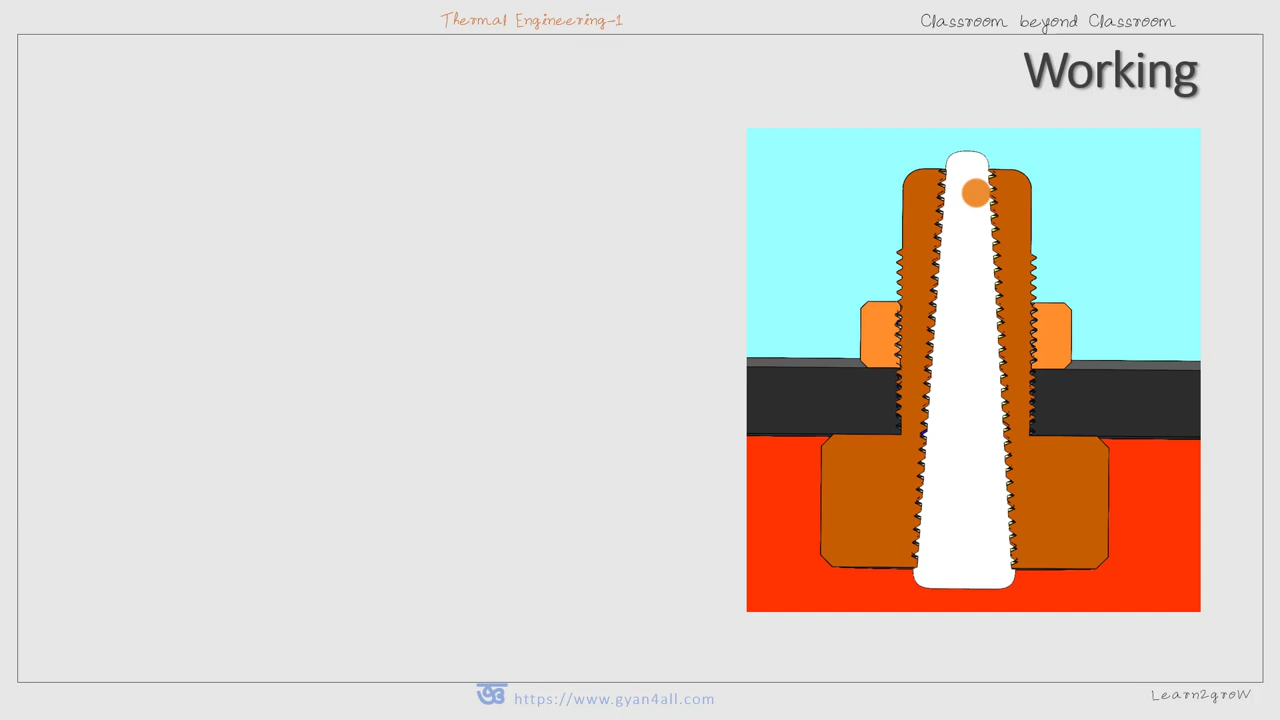 Thermal Engineering-1
Classroom beyond Classroom
Working
https://www.gyan4all.com
Learn2groW